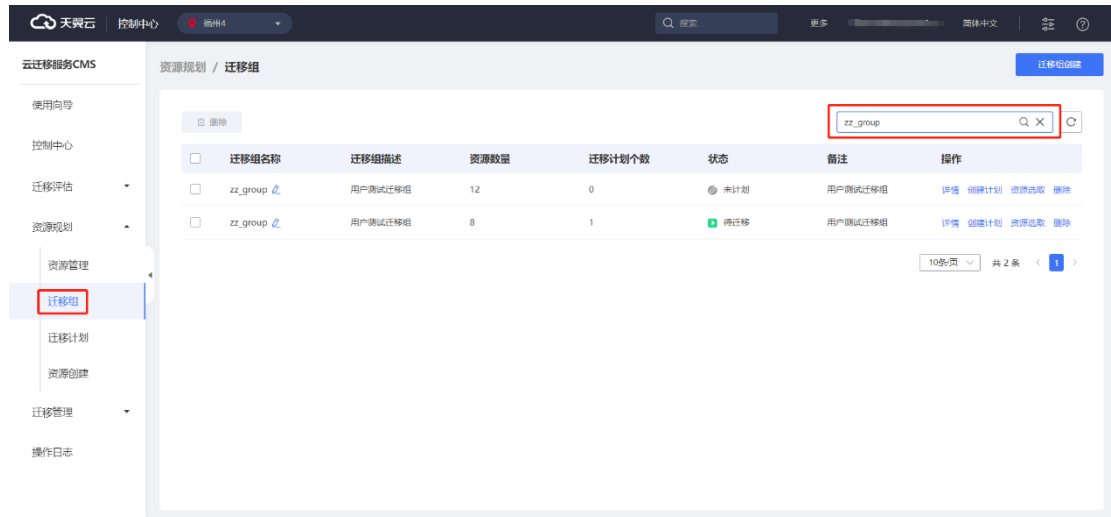 天翼云 控制中心 福州4 搜索... 更多 简体中文
云迁移服务CMS
使用向导
控制中心
迁移评估
资源规划
资源管理
迁移组
迁移计划
资源创建
迁移管理
操作日志
资源规划 / 迁移组 迁移组创建
删除 zz_group
迁移组名称 迁移组描述 资源数量 迁移计划个数 状态 备注 操作
zz_group 用户测试迁移组 12 0 未计划 用户测试迁移组 详情 创建计划 资源选取 删除
zz_group 用户测试迁移组 8 1 待迁移 用户测试迁移组 详情 创建计划 资源选取 删除
10条/页 共 2 条 1